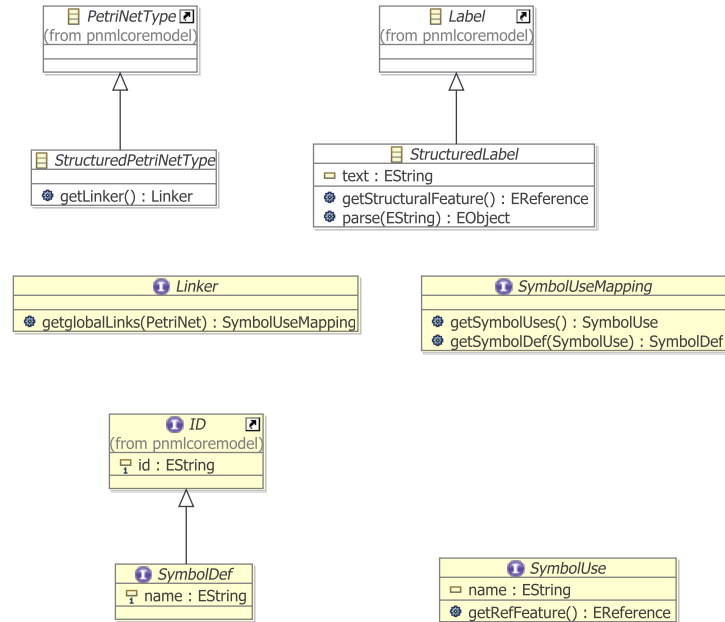 PetriNetType
(from pnmlcoremodel)
Label
(from pnmlcoremodel)
StructuredPetriNetType
getLinker() : Linker
StructuredLabel
text : EString
getStructuralFeature() : EReference
parse(EString) : EObject
I Linker
getglobalLinks(PetriNet) : SymbolUseMapping
I SymbolUseMapping
getSymbolUses() : SymbolUse
getSymbolDef(SymbolUse) : SymbolDef
I ID
(from pnmlcoremodel)
1 id : EString
I SymbolDef
1 name : EString
I SymbolUse
name : EString
getRefFeature() : EReference